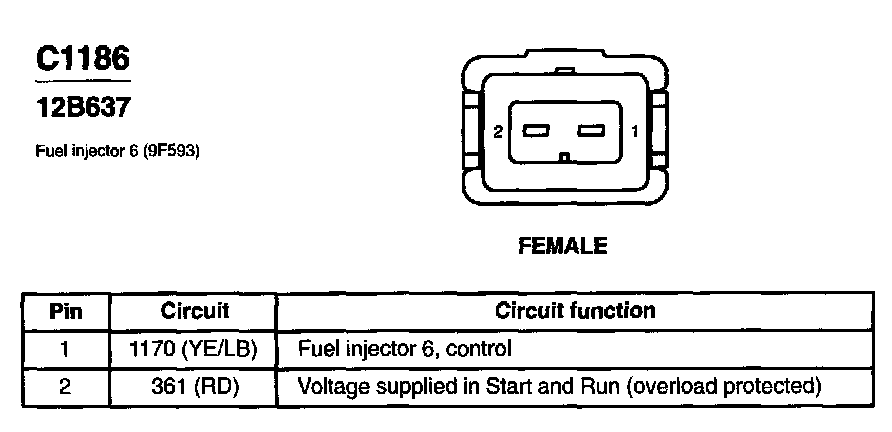 C1186
12B637
Fuel injector 6 (9F593)
2 1
FEMALE
Pin Circuit Circuit function
1 1170 (YE/LB) Fuel injector 6, control
2 361 (RD) Voltage supplied in Start and Run (overload protected)